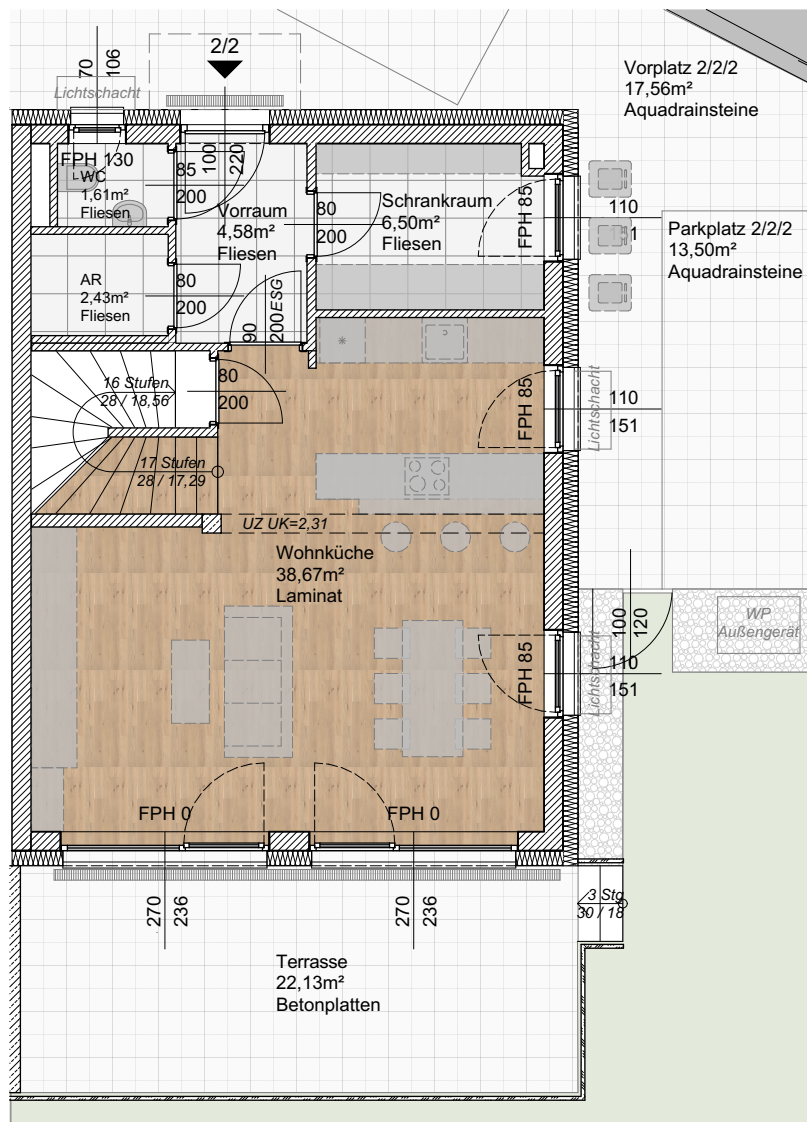 2/2
70
106
Lichtschacht
Vorplatz 2/2/2
17,56m²
Aquadrainsteine
FPH 130
WC
1,61m²
Fliesen
85
200
100
220
Vorraum
4,58m²
Fliesen
80
200
Schrankraum
6,50m²
Fliesen
FPH 85
110
Parkplatz 2/2/2
13,50m²
Aquadrainsteine
AR
2,43m²
Fliesen
80
200
90
200 ESG
16 Stufen
28 / 18,56
80
200
FPH 85
Lichtschacht
110
151
17 Stufen
28 / 17,29
UZ UK=2,31
Wohnküche
38,67m²
Laminat
100
120
WP
Außengerät
FPH 85
Lichtschacht
110
151
FPH 0
FPH 0
270
236
270
236
3 Stg
30 / 18
Terrasse
22,13m²
Betonplatten